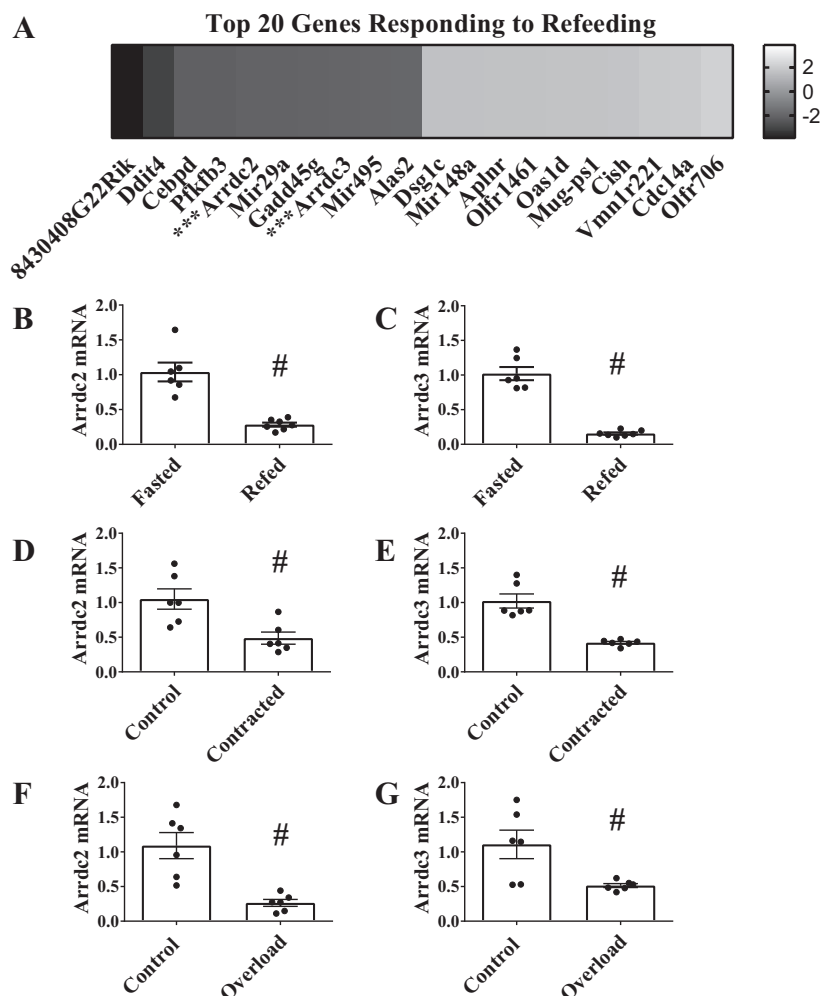 A
Top 20 Genes Responding to Refeeding
2
0
-2
8430408G22Rik
Ddit4
Cebpd
Pfkfb3
*** Arrdc2
Mir29a
Gadd45g
*** Arrdc3
Mir495
Alas2
Dsg1c
Mir148a
Aplnr
Olfr1461
Oas1d
Mug-ps1
Cish
Vmn1r221
Cdc14a
Olfr706
B
Arrdc2 mRNA
2.0
1.5
1.0
0.5
0.0
#
Fasted
Refed
C
Arrdc3 mRNA
2.0
1.5
1.0
0.5
0.0
#
Fasted
Refed
D
Arrdc2 mRNA
2.0
1.5
1.0
0.5
0.0
#
Control
Contracted
E
Arrdc3 mRNA
2.0
1.5
1.0
0.5
0.0
#
Control
Contracted
F
Arrdc2 mRNA
2.0
1.5
1.0
0.5
0.0
#
Control
Overload
G
Arrdc3 mRNA
2.0
1.5
1.0
0.5
0.0
#
Control
Overload